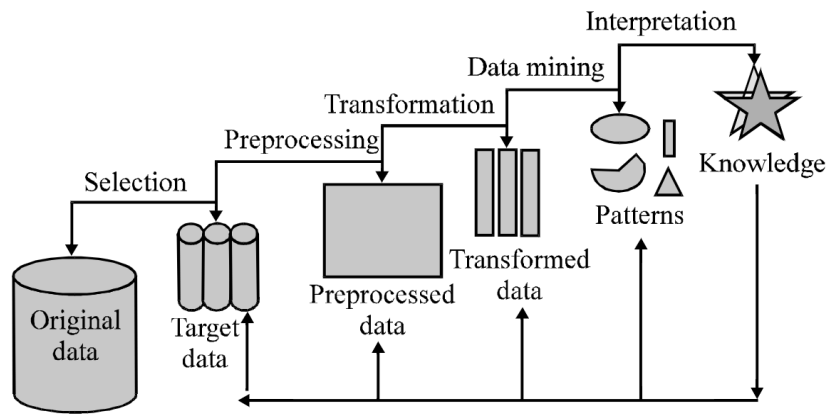 Interpretation
Data mining
Transformation
Preprocessing
Selection
Knowledge
Patterns
Transformed
data
Preprocessed
data
Target
data
Original
data